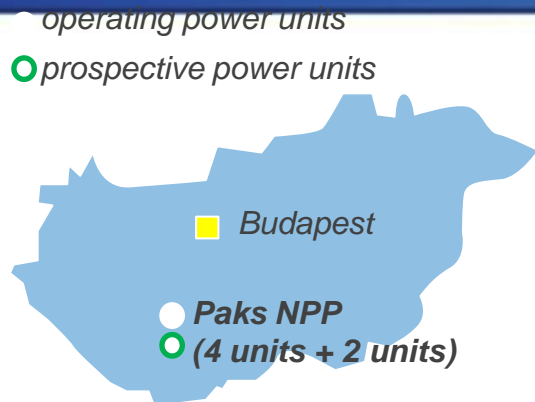 operating power units
prospective power units
Budapest
Paks NPP
(4 units + 2 units)